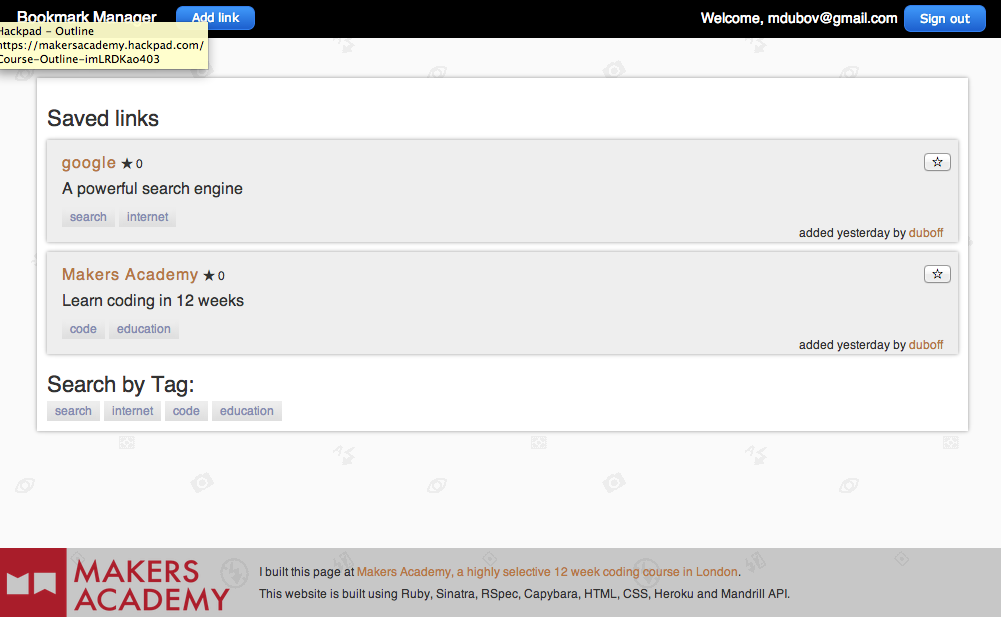 Bookmark Manager
Add link
Welcome, mdubov@gmail.com
Sign out
Hackpad - Outline
https://makersacademy.hackpad.com/
Course-Outline-imLRDKao403
Saved links
google ★ 0
☆
A powerful search engine
search internet
added yesterday by duboff
Makers Academy ★ 0
☆
Learn coding in 12 weeks
code education
added yesterday by duboff
Search by Tag:
search internet code education
MAKERS
ACADEMY
I built this page at Makers Academy, a highly selective 12 week coding course in London.
This website is built using Ruby, Sinatra, RSpec, Capybara, HTML, CSS, Heroku and Mandrill API.